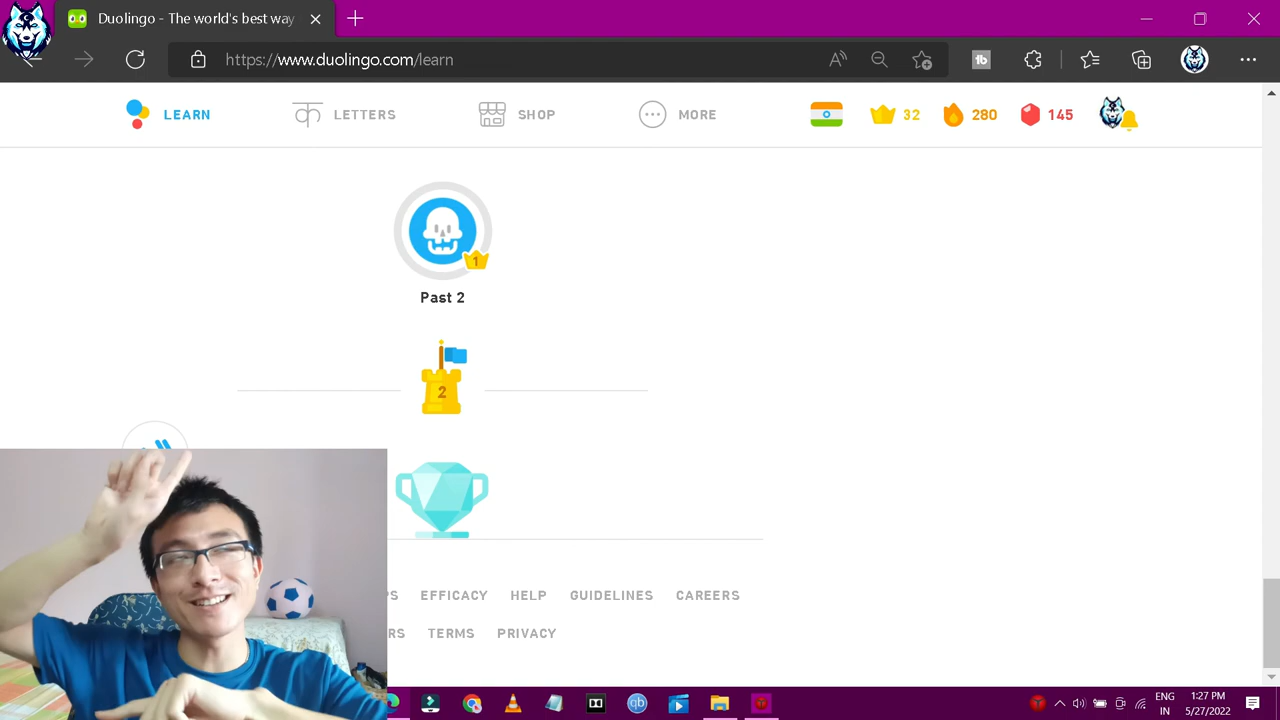 Duolingo - The world's best way
https://www.duolingo.com/learn
LEARN
LETTERS
SHOP
MORE
32
280
145
1
Past 2
2
EFFICACY HELP GUIDELINES CAREERS
TERMS PRIVACY
ENG
IN
1:27 PM
5/27/2022